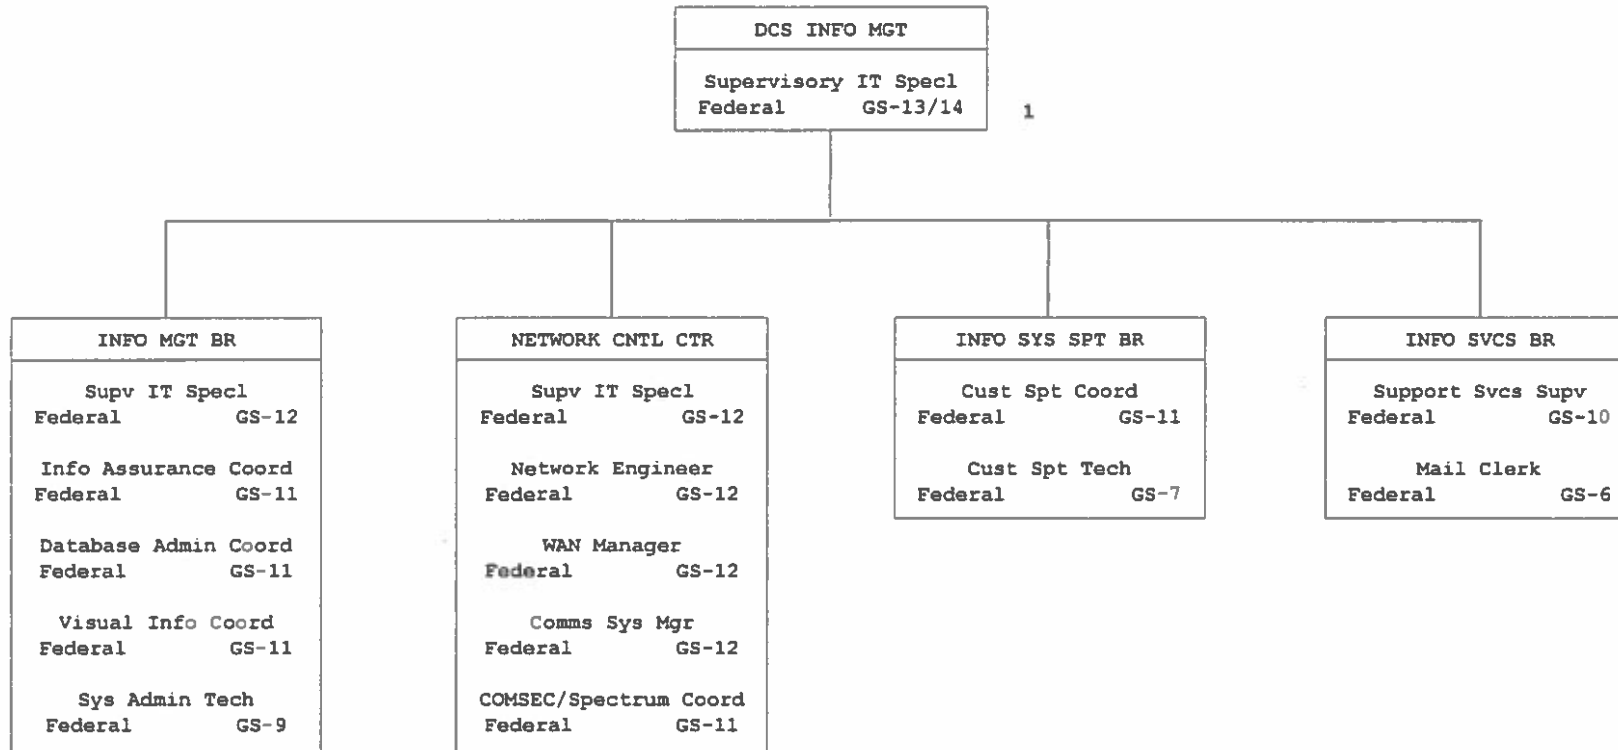 DCS INFO MGT
Supervisory IT Specl
Federal GS-13/14
1
INFO MGT BR
Supv IT Specl
Federal GS-12
Info Assurance Coord
Federal GS-11
Database Admin Coord
Federal GS-11
Visual Info Coord
Federal GS-11
Sys Admin Tech
Federal GS-9
NETWORK CNTL CTR
Supv IT Specl
Federal GS-12
Network Engineer
Federal GS-12
WAN Manager
Federal GS-12
Comms Sys Mgr
Federal GS-12
COMSEC/Spectrum Coord
Federal GS-11
INFO SYS SPT BR
Cust Spt Coord
Federal GS-11
Cust Spt Tech
Federal GS-7
INFO SVCS BR
Support Svcs Supv
Federal GS-10
Mail Clerk
Federal GS-6